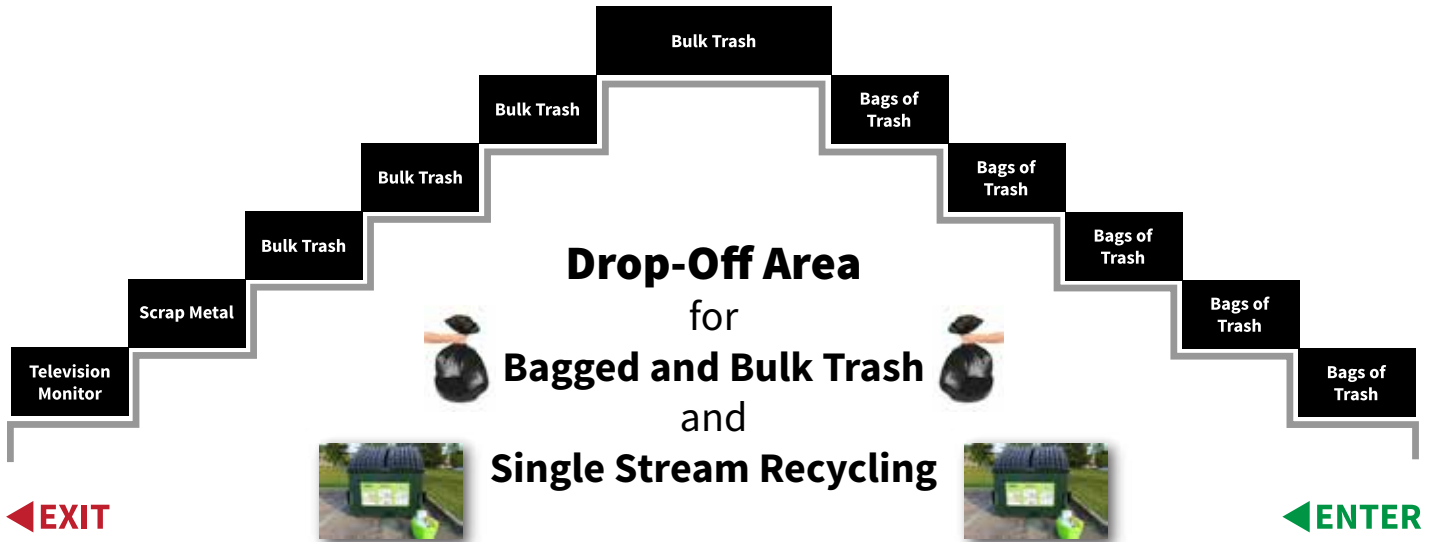 Bulk Trash
Bulk Trash
Bags of
Trash
Bulk Trash
Bags of
Trash
Bulk Trash
Bags of
Trash
Scrap Metal
Bags of
Trash
Television
Monitor
Bags of
Trash
Drop-Off Area
for
Bagged and Bulk Trash
and
Single Stream Recycling
EXIT
ENTER